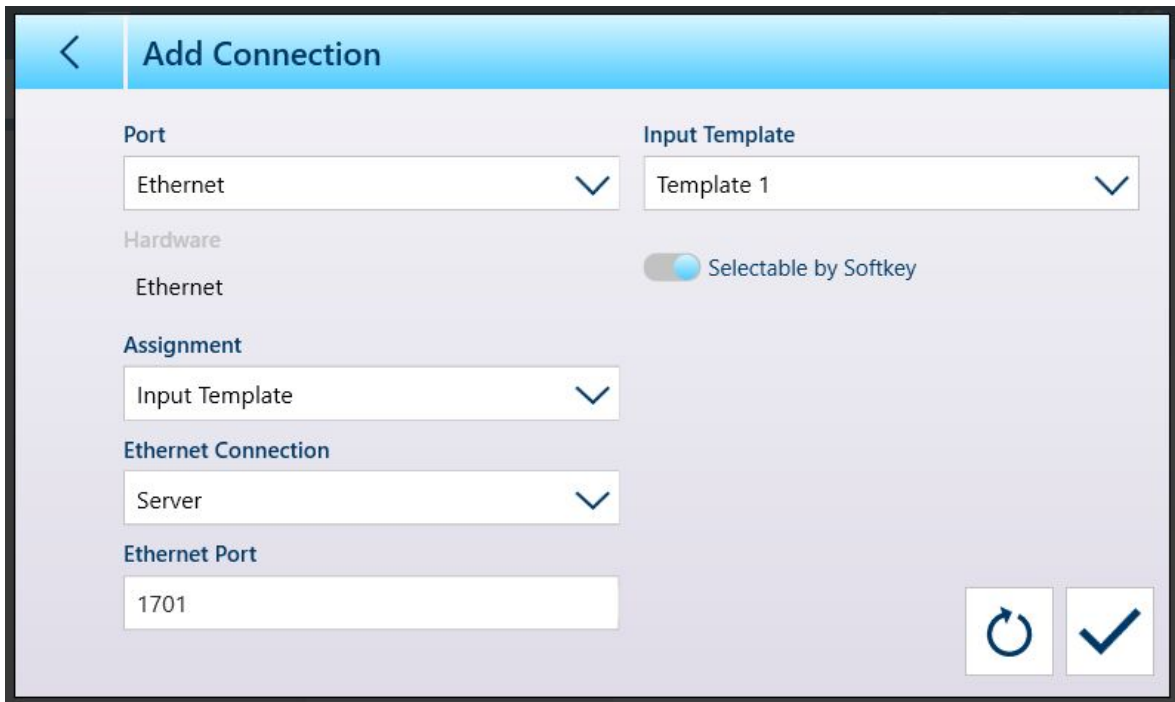 Add Connection
Port
Ethernet
Hardware
Ethernet
Assignment
Input Template
Ethernet Connection
Server
Ethernet Port
1701
Input Template
Template 1
Selectable by Softkey